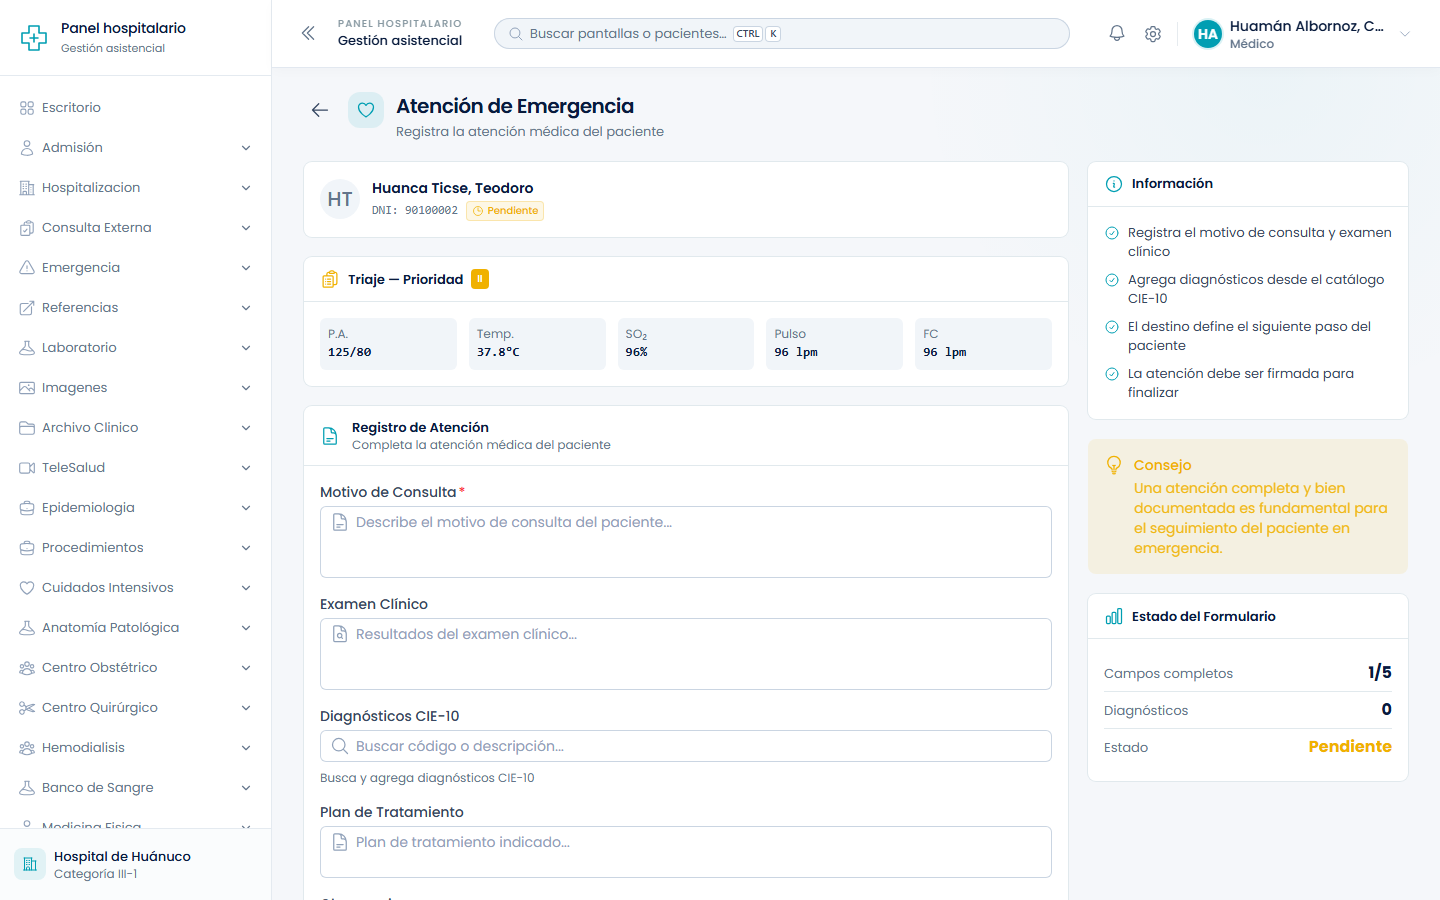 Panel hospitalario
Gestión asistencial
Escritorio
Admisión
Hospitalizacion
Consulta Externa
Emergencia
Referencias
Laboratorio
Imagenes
Archivo Clinico
TeleSalud
Epidemiologia
Procedimientos
Cuidados Intensivos
Anatomía Patológica
Centro Obstétrico
Centro Quirúrgico
Hemodialisis
Banco de Sangre
Medicina Fisica
Hospital de Huánuco
Categoría III-1
PANEL HOSPITALARIO
Gestión asistencial
Buscar pantallas o pacientes... CTRL K
HA
Huamán Albornoz, C...
Médico
Atención de Emergencia
Registra la atención médica del paciente
HT
Huanca Ticse, Teodoro
DNI: 90100002 Pendiente
Triaje — Prioridad II
P.A.
125/80
Temp.
37.8°C
SO₂
96%
Pulso
96 lpm
FC
96 lpm
Registro de Atención
Completa la atención médica del paciente
Motivo de Consulta *
Describe el motivo de consulta del paciente...
Examen Clínico
Resultados del examen clínico...
Diagnósticos CIE-10
Buscar código o descripción...
Busca y agrega diagnósticos CIE-10
Plan de Tratamiento
Plan de tratamiento indicado...
Información
Registra el motivo de consulta y examen
clínico
Agrega diagnósticos desde el catálogo
CIE-10
El destino define el siguiente paso del
paciente
La atención debe ser firmada para
finalizar
Consejo
Una atención completa y bien
documentada es fundamental para
el seguimiento del paciente en
emergencia.
Estado del Formulario
Campos completos 1/5
Diagnósticos 0
Estado Pendiente